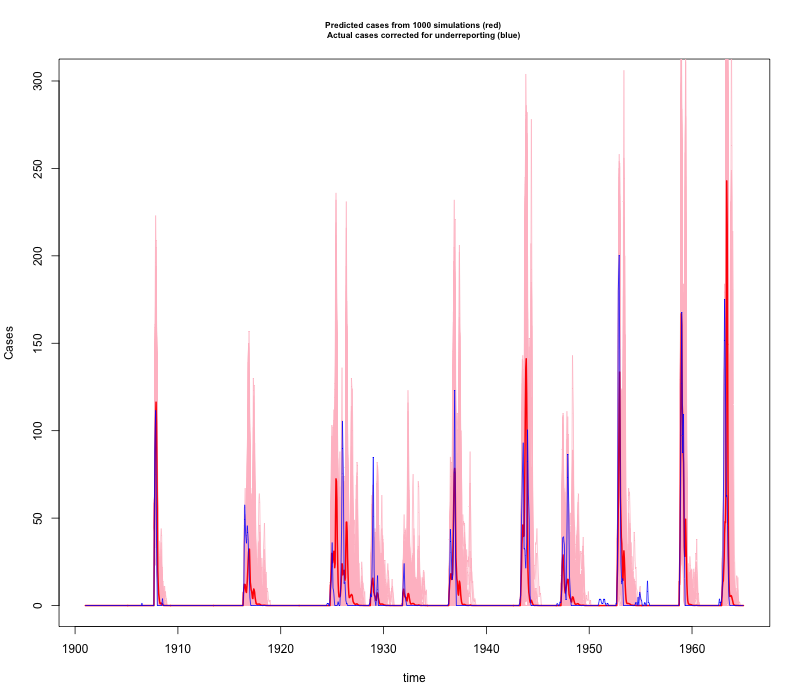 Predicted cases from 1000 simulations (red)
Actual cases corrected for underreporting (blue)
300
250
200
150
100
50
0
Cases
1900 1910 1920 1930 1940 1950 1960
time